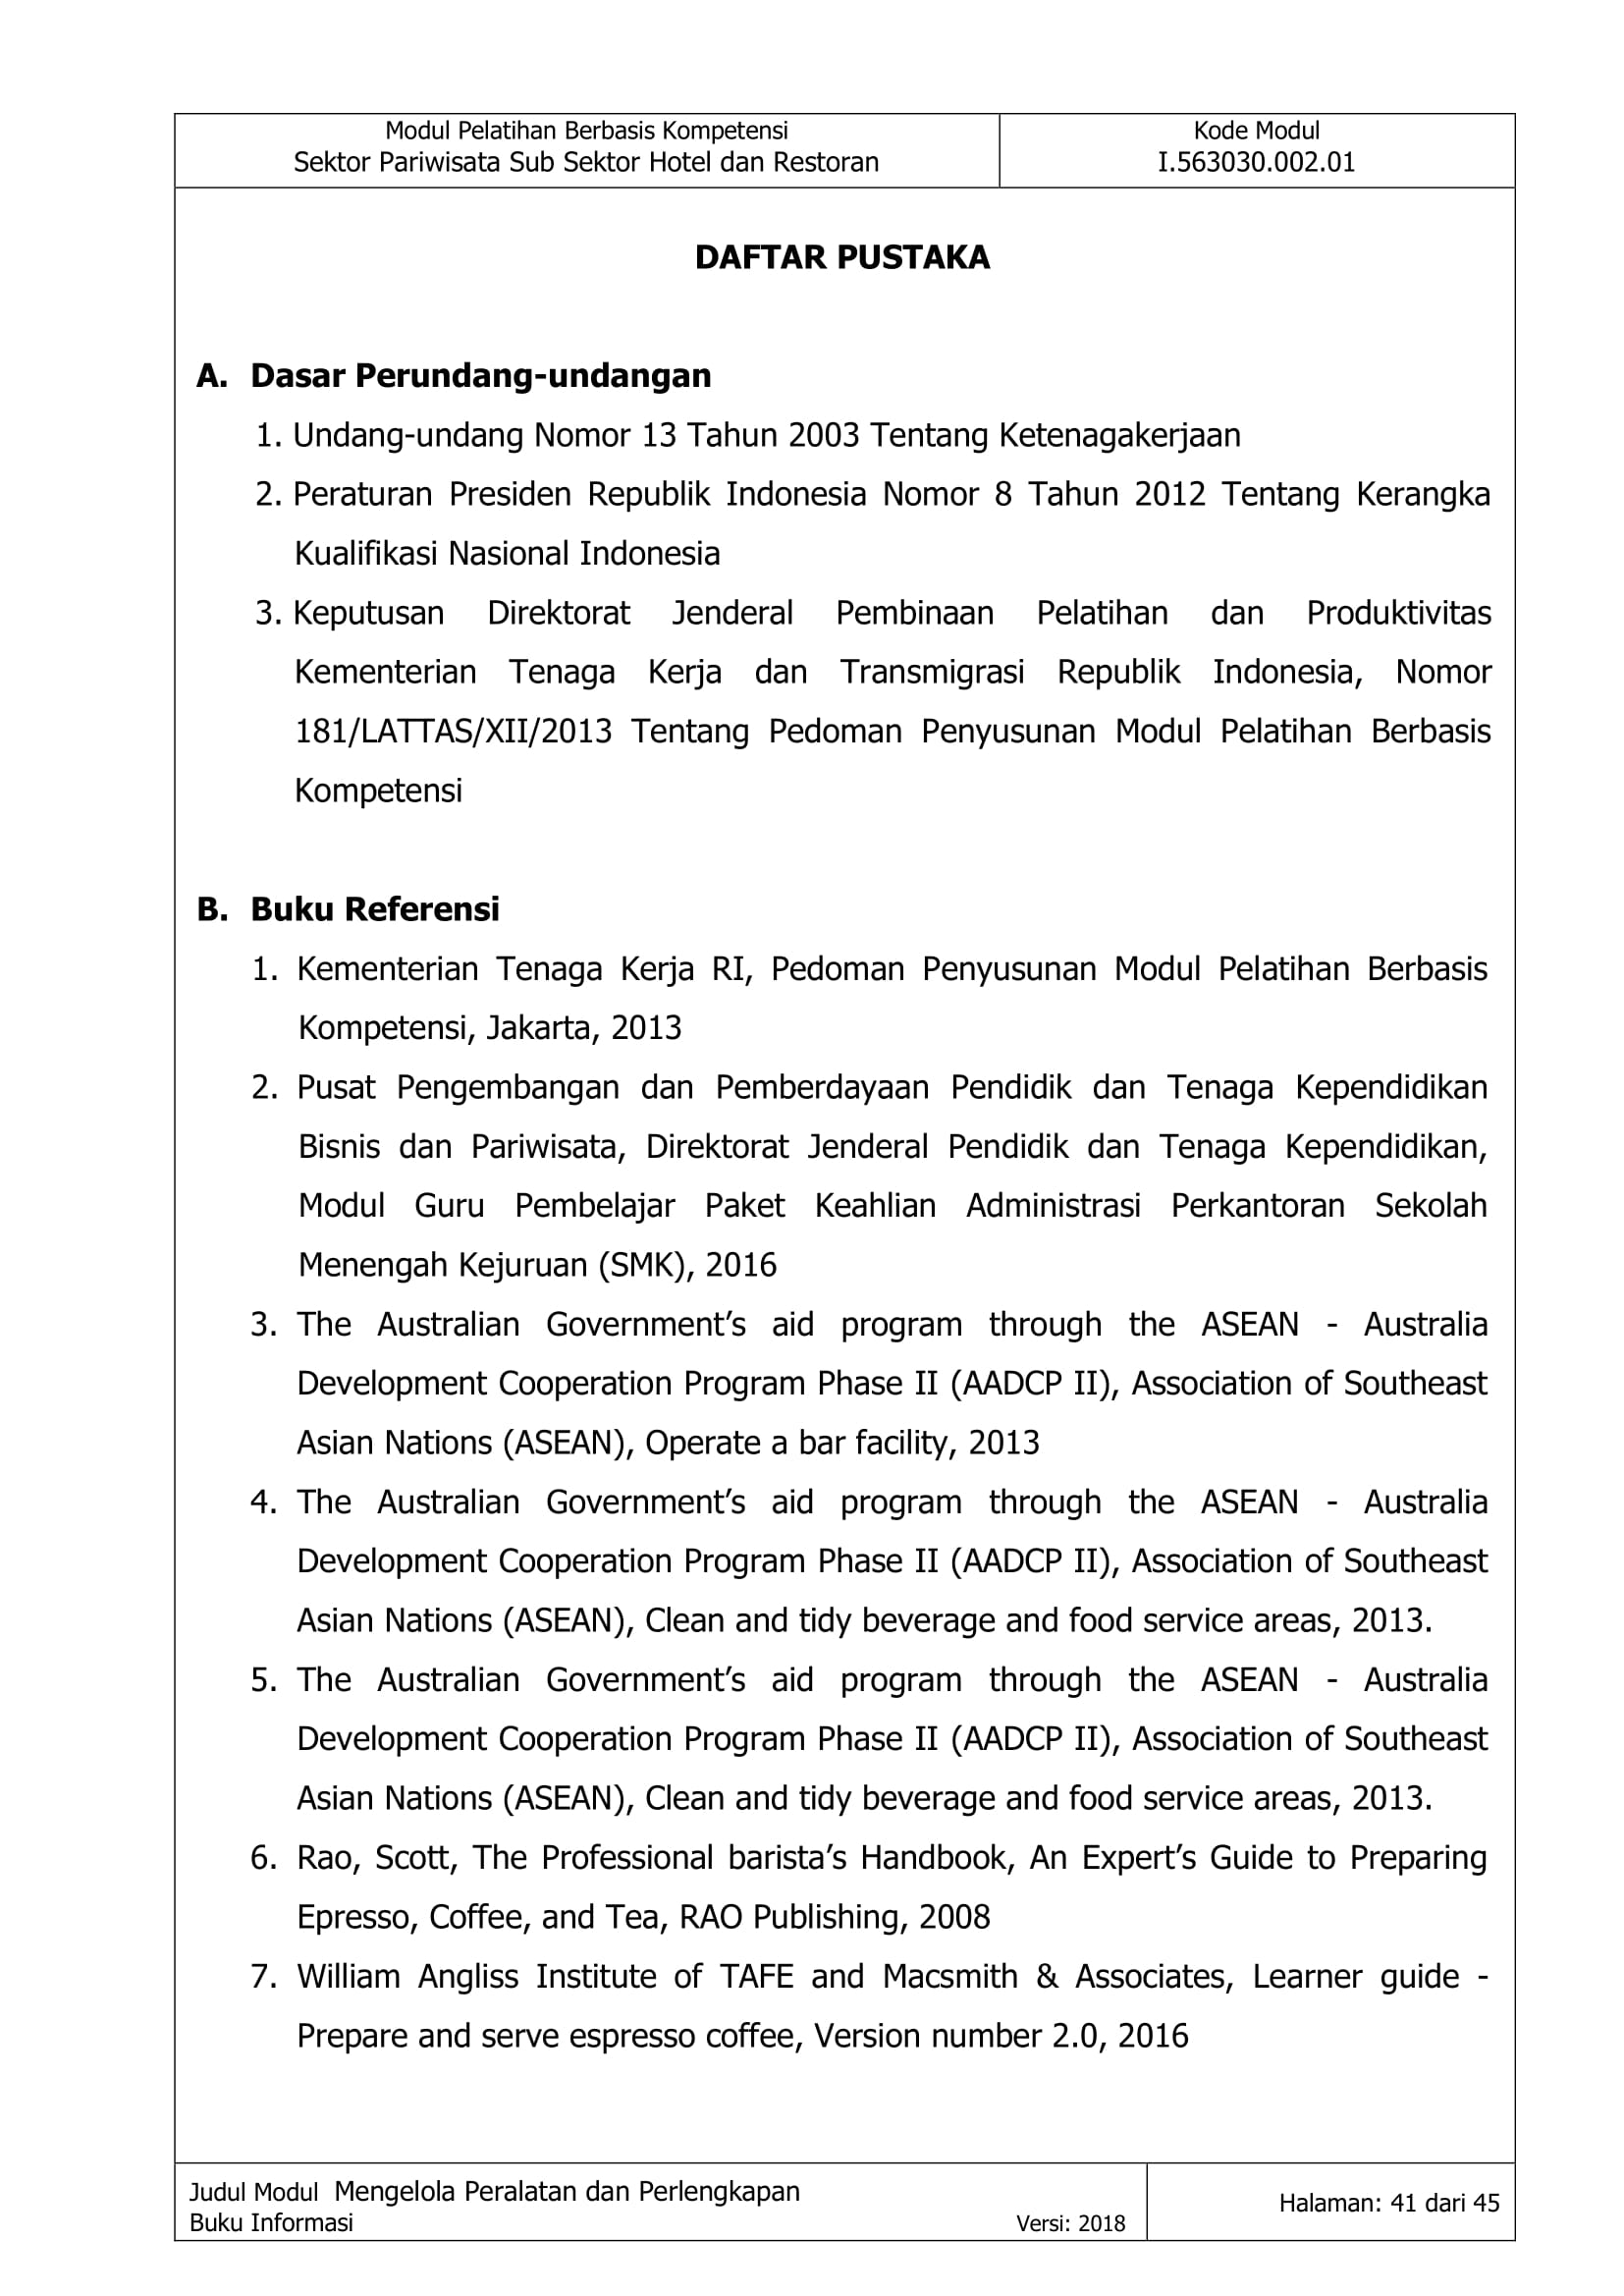 Modul Pelatihan Berbasis Kompetensi
Sektor Pariwisata Sub Sektor Hotel dan Restoran
Kode Modul
I.563030.002.01
DAFTAR PUSTAKA
A. Dasar Perundang-undangan
1. Undang-undang Nomor 13 Tahun 2003 Tentang Ketenagakerjaan
2. Peraturan Presiden Republik Indonesia Nomor 8 Tahun 2012 Tentang Kerangka
Kualifikasi Nasional Indonesia
3. Keputusan Direktorat Jenderal Pembinaan Pelatihan dan Produktivitas
Kementerian Tenaga Kerja dan Transmigrasi Republik Indonesia, Nomor
181/LATTAS/XII/2013 Tentang Pedoman Penyusunan Modul Pelatihan Berbasis
Kompetensi
B. Buku Referensi
1. Kementerian Tenaga Kerja RI, Pedoman Penyusunan Modul Pelatihan Berbasis
Kompetensi, Jakarta, 2013
2. Pusat Pengembangan dan Pemberdayaan Pendidik dan Tenaga Kependidikan
Bisnis dan Pariwisata, Direktorat Jenderal Pendidik dan Tenaga Kependidikan,
Modul Guru Pembelajar Paket Keahlian Administrasi Perkantoran Sekolah
Menengah Kejuruan (SMK), 2016
3. The Australian Government’s aid program through the ASEAN - Australia
Development Cooperation Program Phase II (AADCP II), Association of Southeast
Asian Nations (ASEAN), Operate a bar facility, 2013
4. The Australian Government’s aid program through the ASEAN - Australia
Development Cooperation Program Phase II (AADCP II), Association of Southeast
Asian Nations (ASEAN), Clean and tidy beverage and food service areas, 2013.
5. The Australian Government’s aid program through the ASEAN - Australia
Development Cooperation Program Phase II (AADCP II), Association of Southeast
Asian Nations (ASEAN), Clean and tidy beverage and food service areas, 2013.
6. Rao, Scott, The Professional barista’s Handbook, An Expert’s Guide to Preparing
Epresso, Coffee, and Tea, RAO Publishing, 2008
7. William Angliss Institute of TAFE and Macsmith & Associates, Learner guide -
Prepare and serve espresso coffee, Version number 2.0, 2016
Judul Modul Mengelola Peralatan dan Perlengkapan
Buku Informasi Versi: 2018
Halaman: 41 dari 45